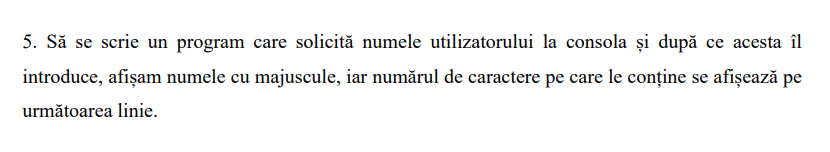 5. Să se scrie un program care solicită numele utilizatorului la consola și după ce acesta îl
introduce, afișam numele cu majuscule, iar numărul de caractere pe care le conține se afișează pe
următoarea linie.